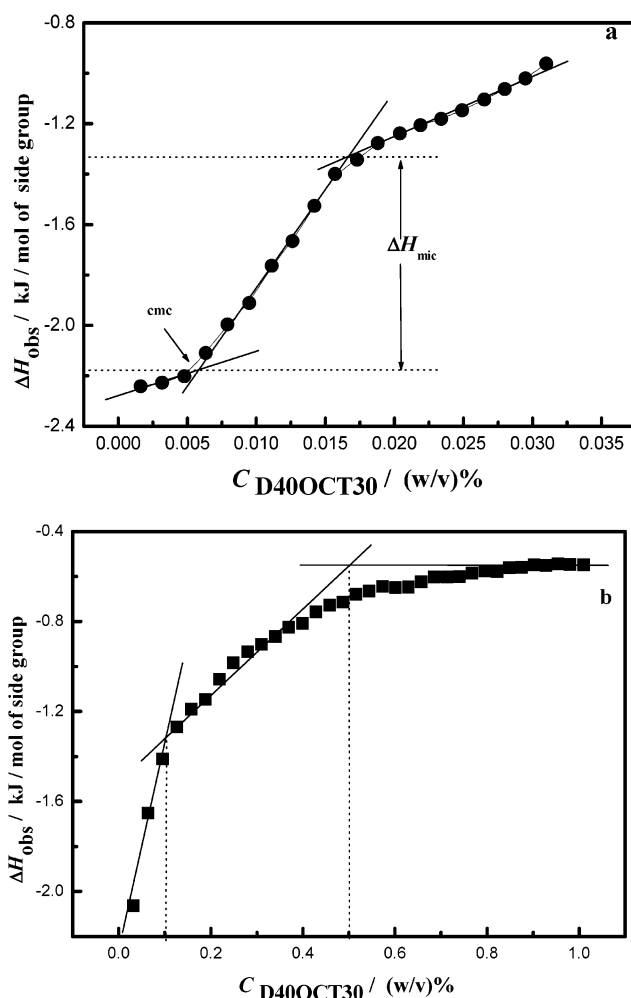 a
-0.8
-1.2
-1.6
-2.0
-2.4
ΔHobs / kJ / mol of side group
cmc
ΔHmic
0.000 0.005 0.010 0.015 0.020 0.025 0.030 0.035
C D40OCT30 / (w/v)%
b
-0.4
-0.8
-1.2
-1.6
-2.0
ΔHobs / kJ / mol of side group
0.0 0.2 0.4 0.6 0.8 1.0
C D40OCT30 / (w/v)%